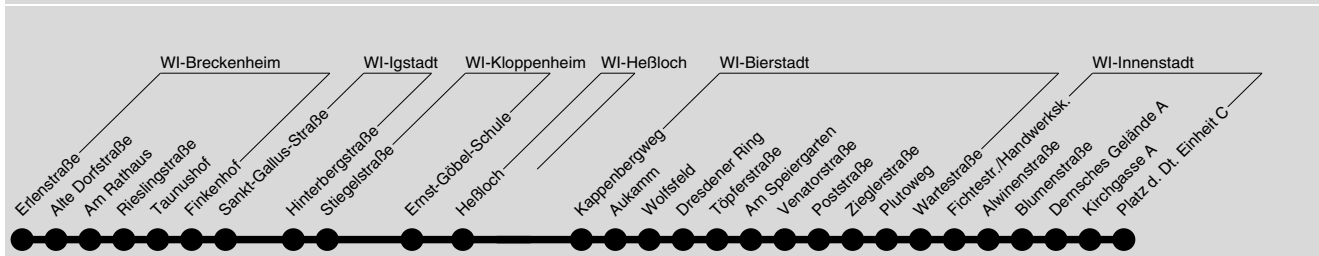 WI-Breckenheim
WI-Igstadt
WI-Kloppenheim
WI-Heßloch
WI-Bierstadt
WI-Innenstadt
Erlenstraße
Alte Dorfstraße
Am Rathaus
Rieslingstraße
Taunushof
Finkenhof
Sankt-Gallus-Straße
Hinterbergstraße
Stiegelstraße
Ernst-Göbel-Schule
Heßloch
Kappenbergweg
Aukamm
Wolfsfeld
Dresdener Ring
Töpferstraße
Am Speiergarten
Venatorstraße
Poststraße
Zieglerstraße
Plutoweg
Wartestraße
Fichtestr./Handwerksk.
Alwinenstraße
Blumenstraße
Dernsches Gelände A
Kirchgasse A
Platz d. Dt. Einheit C